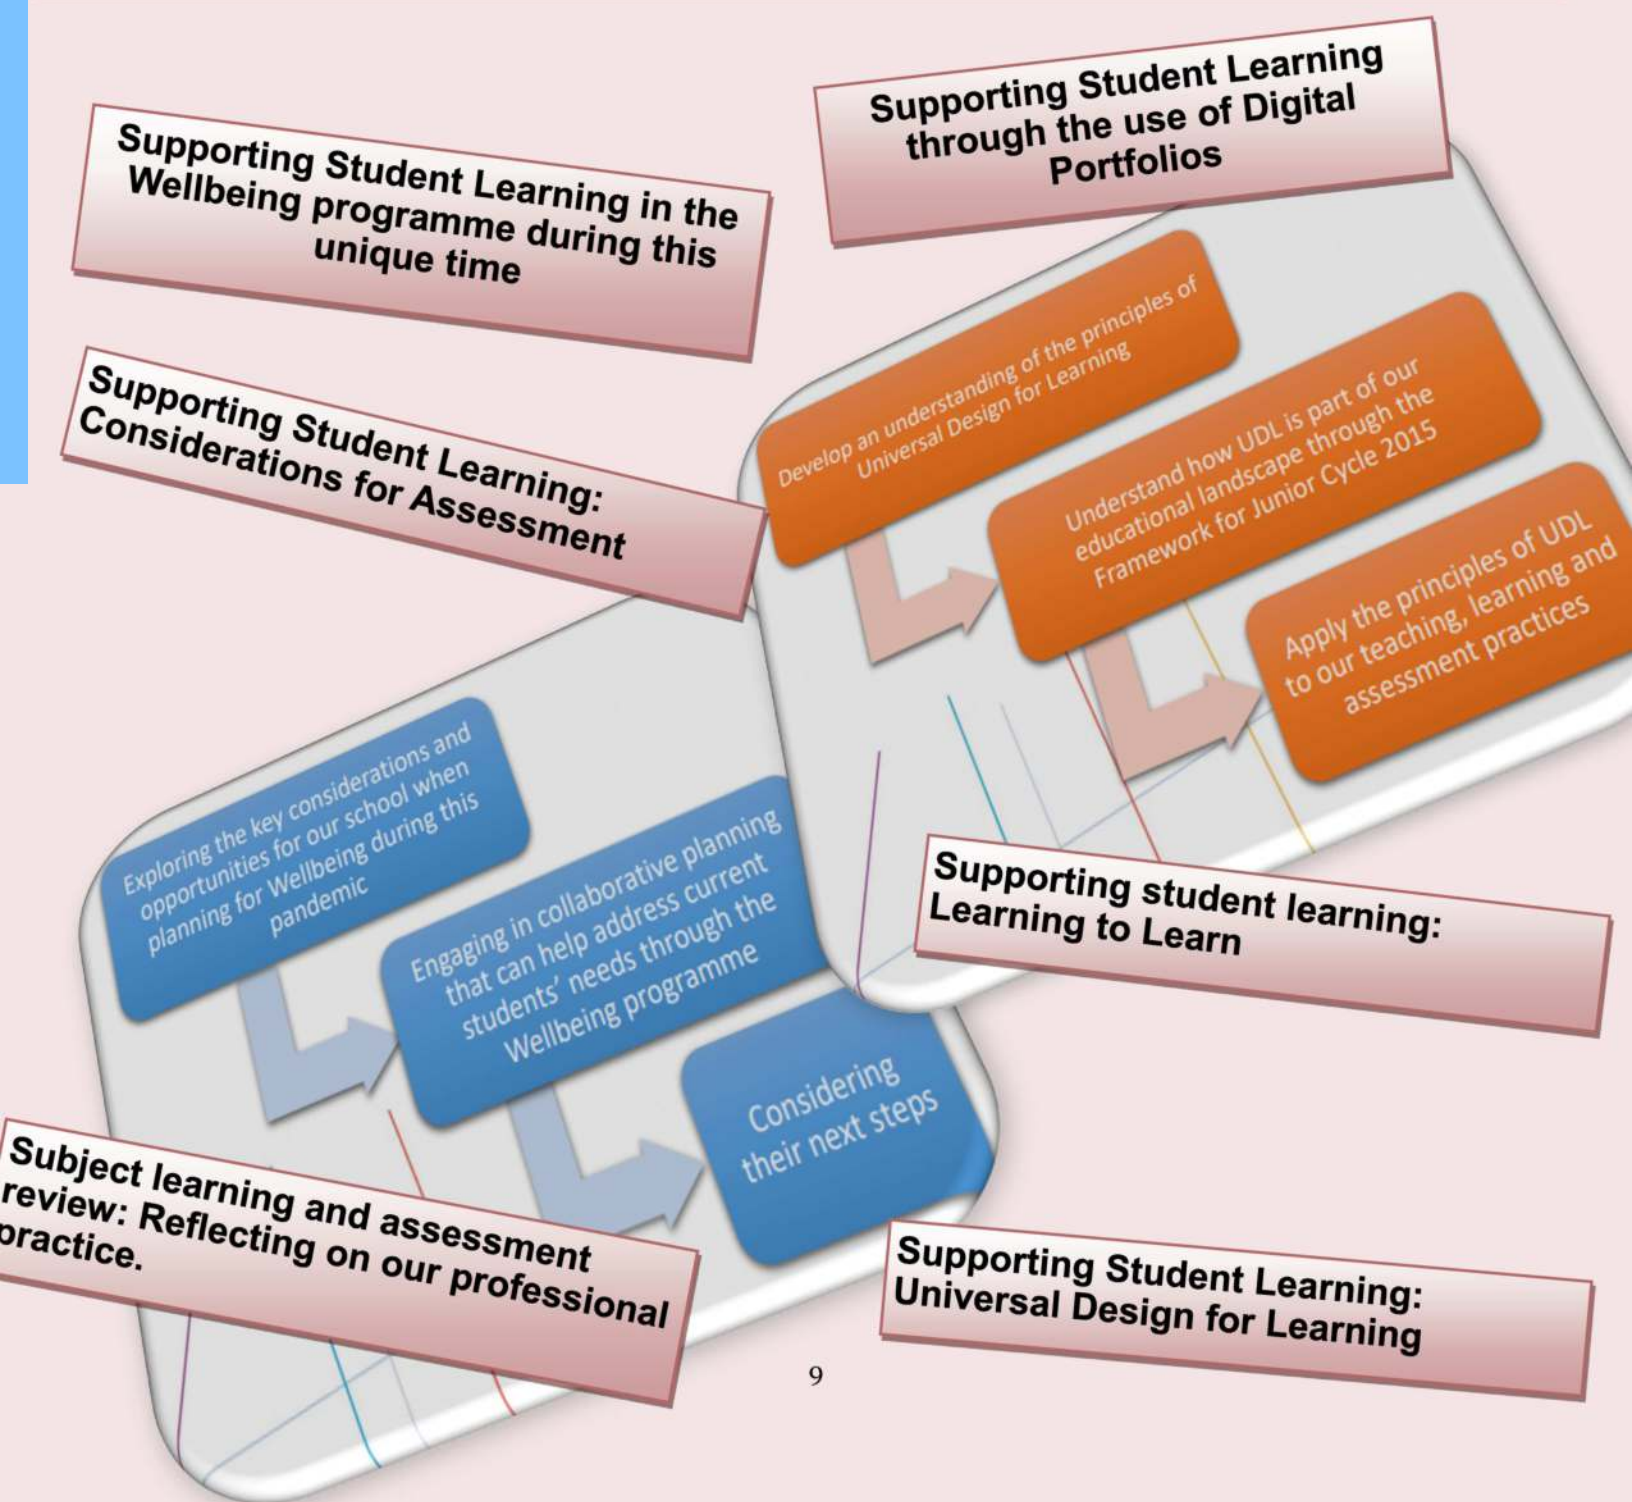 Supporting Student Learning in the
Wellbeing programme during this
unique time
Supporting Student Learning
through the use of Digital
Portfolios
Supporting Student Learning:
Considerations for Assessment
Develop an understanding of the principles of
Universal Design for Learning
Understand how UDL is part of our
educational landscape through the
Framework for Junior Cycle 2015
Apply the principles of UDL
to our teaching, learning and
assessment practices
Exploring the key considerations and
opportunities for our school when
planning for Wellbeing during this
pandemic
Engaging in collaborative planning
that can help address current
students’ needs through the
Wellbeing programme
Considering
their next steps
Supporting student learning:
Learning to Learn
Subject learning and assessment
review: Reflecting on our professional
practice.
Supporting Student Learning:
Universal Design for Learning
9